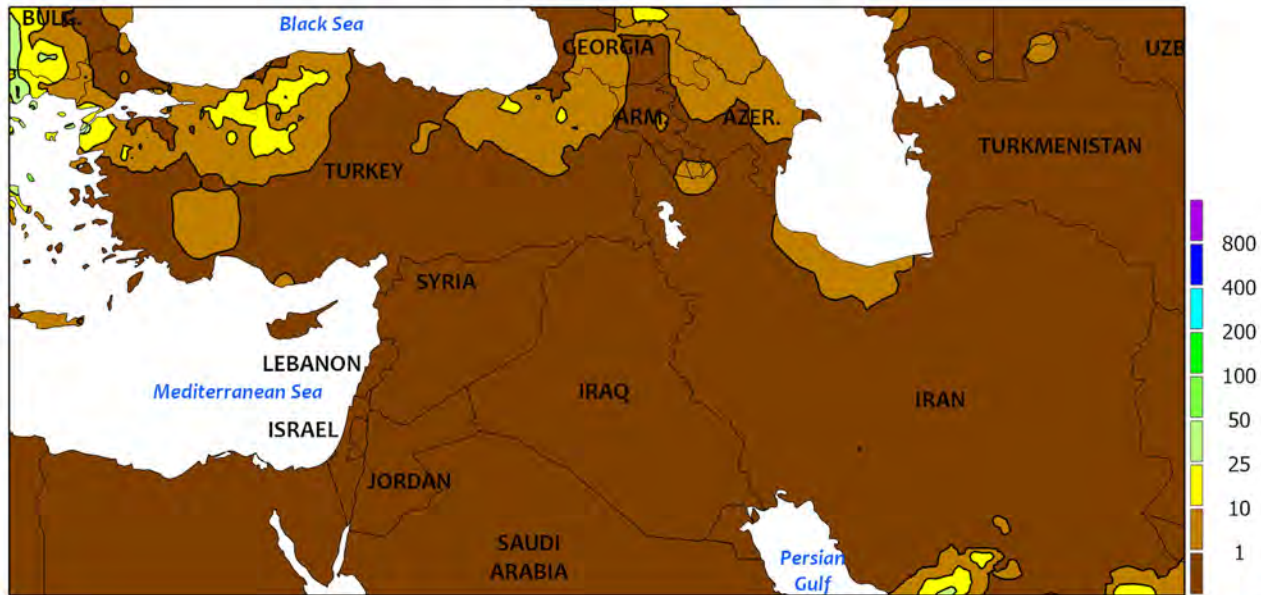 BULG.
Black Sea
GEORGIA
UZB
ARM.
AZER.
TURKMENISTAN
TURKEY
SYRIA
LEBANON
Mediterranean Sea
IRAQ
IRAN
ISRAEL
JORDAN
SAUDI
ARABIA
Persian
Gulf
800
400
200
100
50
25
10
1